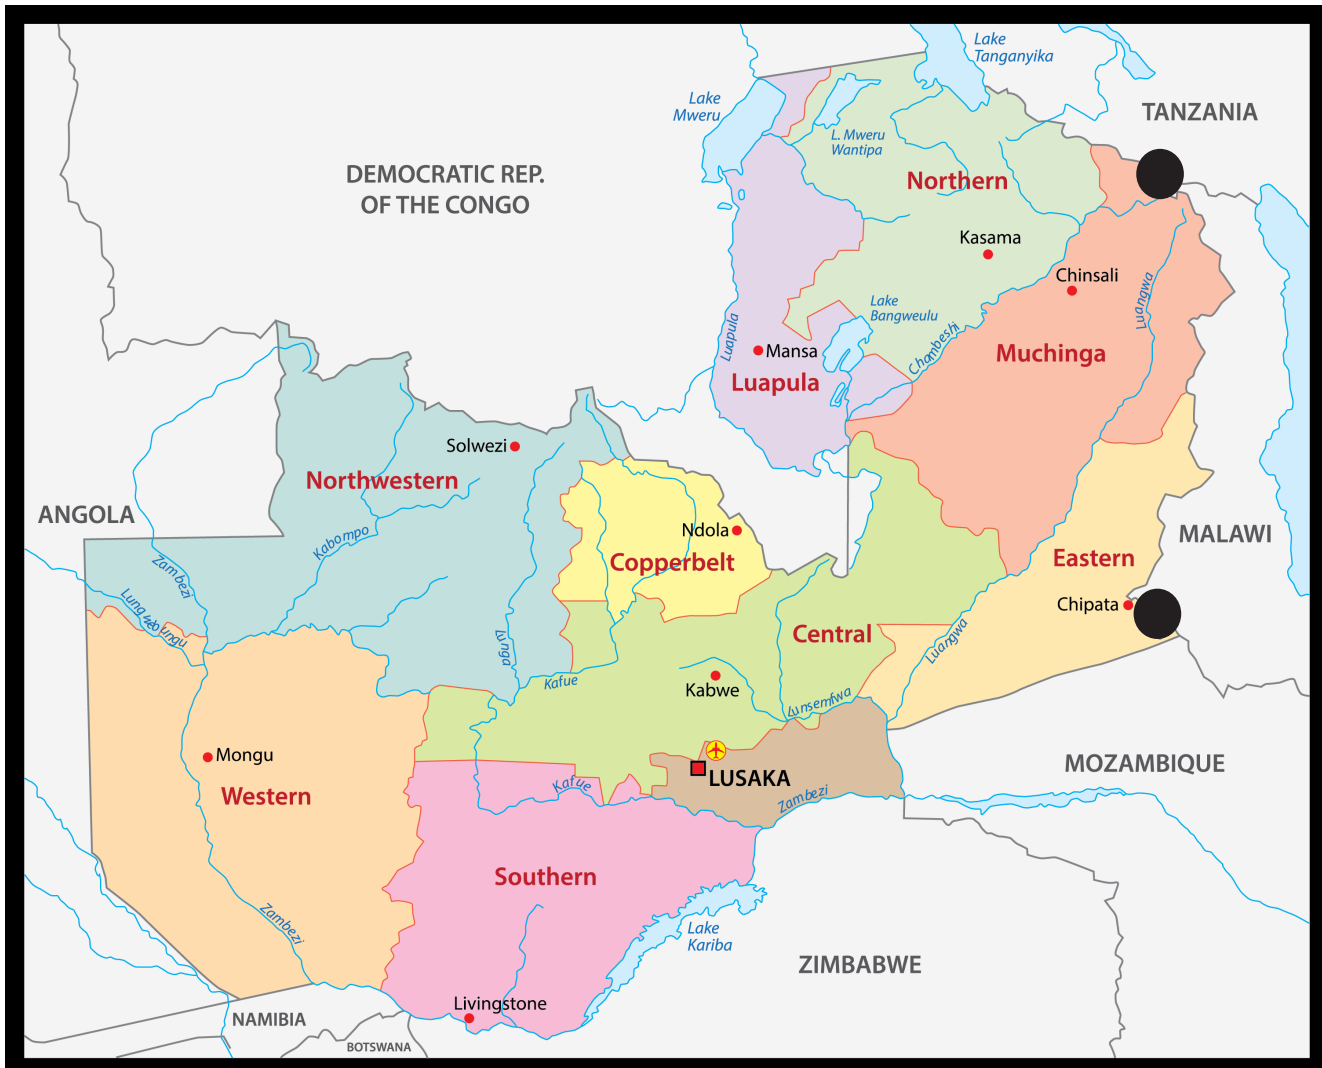 Lake
Tanganyika
Lake
Mweru
TANZANIA
L. Mweru
Wantipa
DEMOCRATIC REP.
OF THE CONGO
Northern
Kasama
Chinsali
Luangwa
Lake
Bangweulu
Luapula
Chambeshi
Mansa
Muchinga
Luapula
Solwezi
Northwestern
ANGOLA
Ndola
MALAWI
Kabompo
Copperbelt
Eastern
Zambezi
Chipata
Lungwebungu
Central
Lunga
Luangwa
Kafue
Kabwe
Lunsemfwa
Mongu
MOZAMBIQUE
LUSAKA
Kafue
Western
Zambezi
Southern
Zambezi
Lake
Kariba
ZIMBABWE
Livingstone
NAMIBIA
BOTSWANA